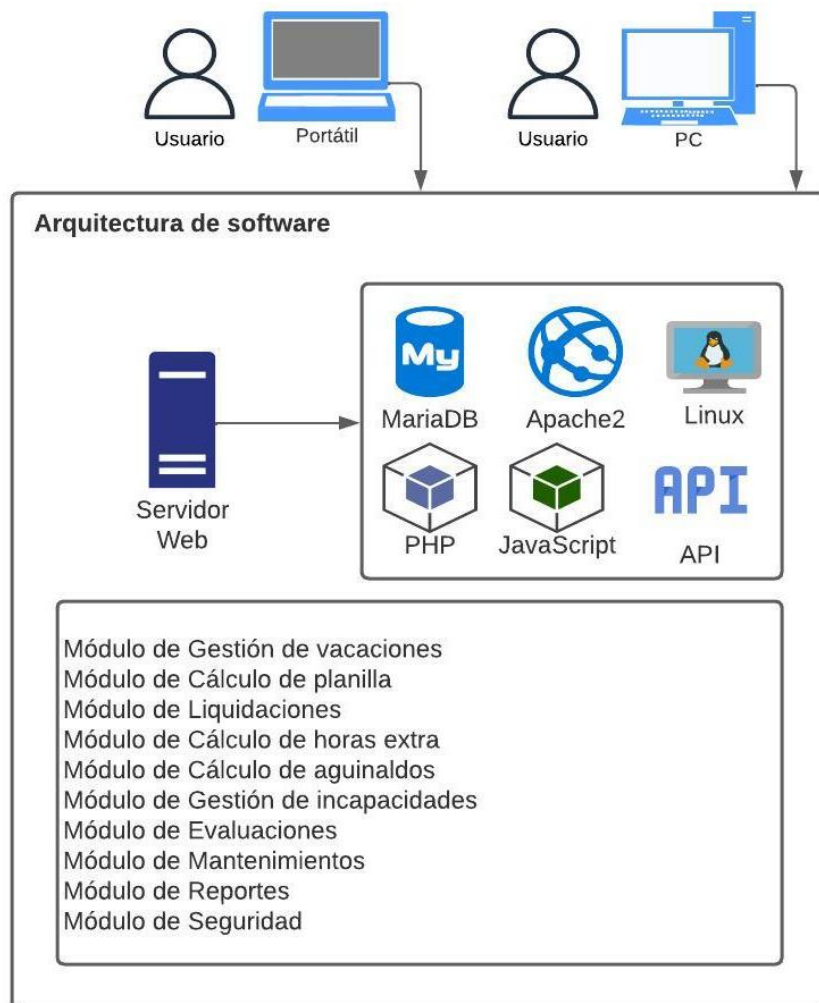 Usuario
Portátil
Usuario
PC
Arquitectura de software
My
MariaDB
Apache2
Linux
PHP
JavaScript
API
API
Servidor
Web
Módulo de Gestión de vacaciones
Módulo de Cálculo de planilla
Módulo de Liquidaciones
Módulo de Cálculo de horas extra
Módulo de Cálculo de aguinaldos
Módulo de Gestión de incapacidades
Módulo de Evaluaciones
Módulo de Mantenimientos
Módulo de Reportes
Módulo de Seguridad